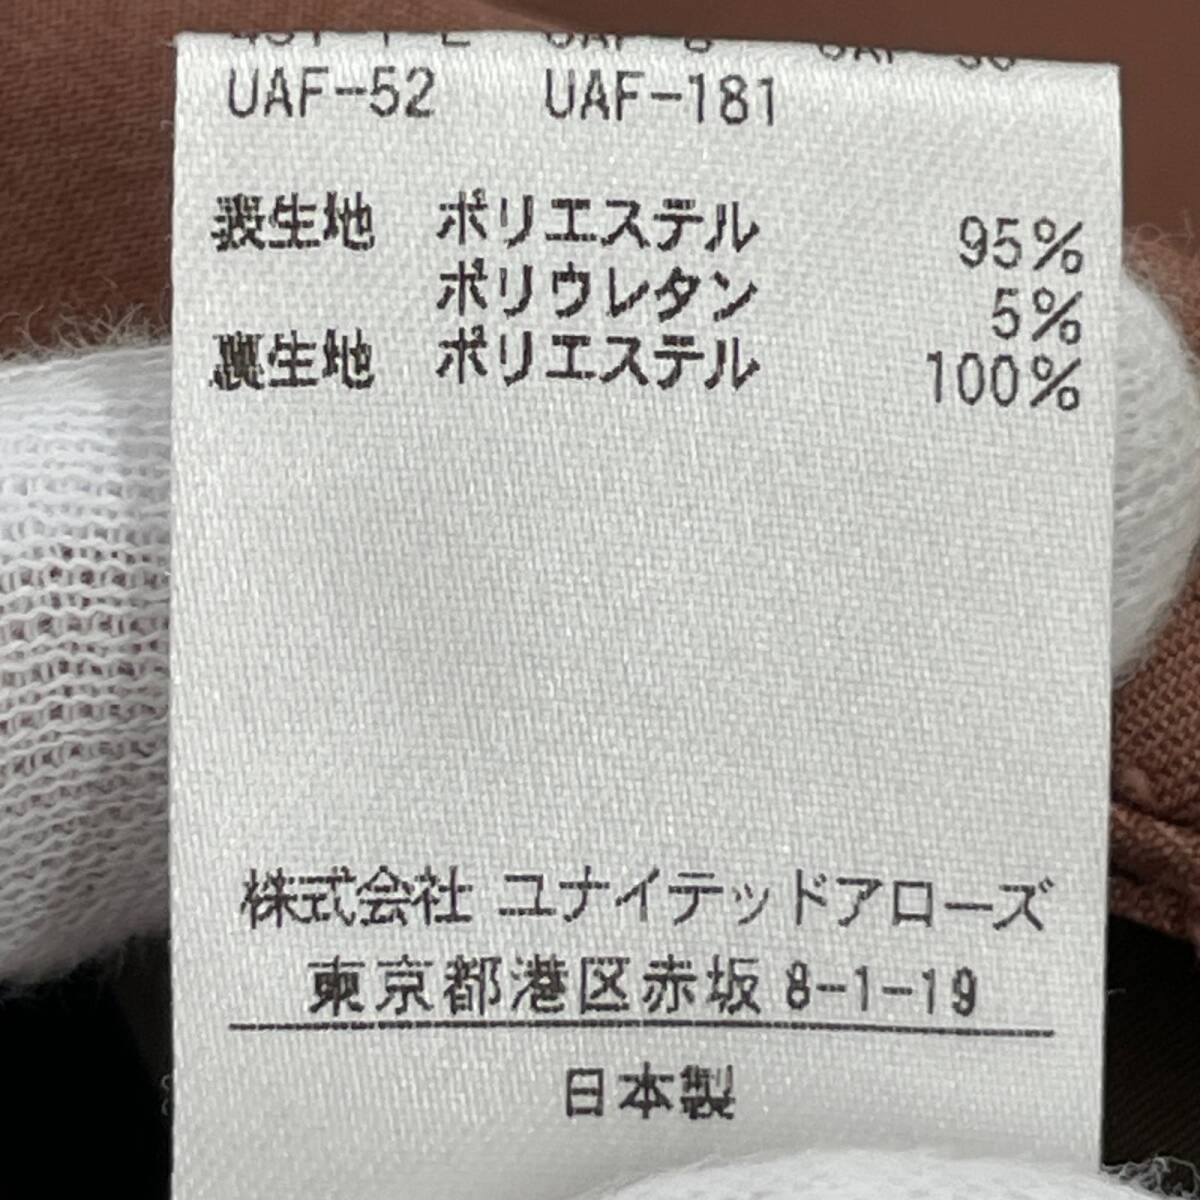 UAF-52 UAF-181
表生地 ポリエステル 95%
ポリウレタン 5%
裏生地 ポリエステル 100%
株式会社 ユナイテッドアローズ
東京都港区赤坂 8-1-19
日本製